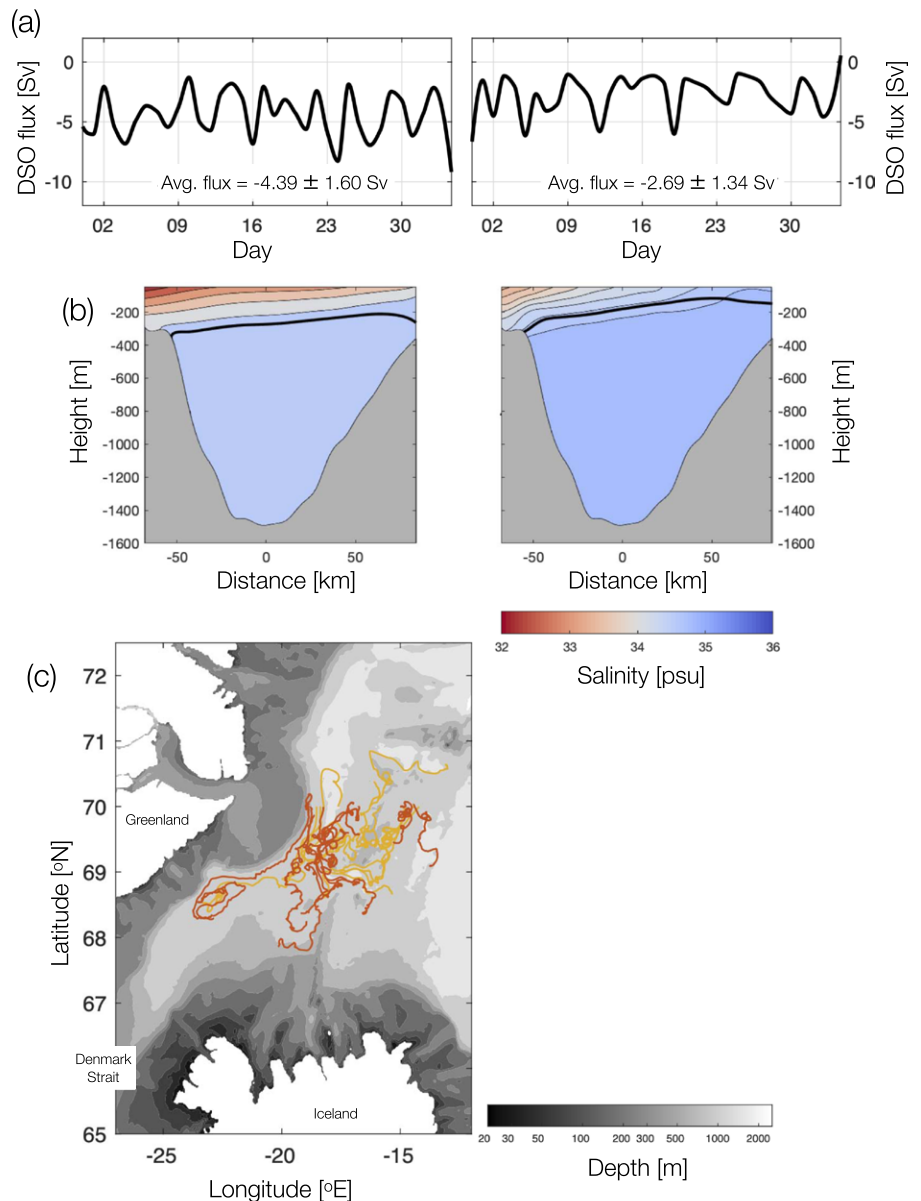 (a)
DSO flux [Sv]
0
-5
-10
Avg. flux = -4.39 ± 1.60 Sv
02 09 16 23 30
Day
0
-5
-10
DSO flux [Sv]
Avg. flux = -2.69 ± 1.34 Sv
02 09 16 23 30
Day
(b)
Height [m]
-200
-400
-600
-800
-1000
-1200
-1400
-1600
-50 0 50
Distance [km]
-200
-400
-600
-800
-1000
-1200
-1400
-1600
Height [m]
-50 0 50
Distance [km]
32 33 34 35 36
Salinity [psu]
(c)
Latitude [oN]
72
71
70
69
68
67
65
Greenland
Denmark
Strait
Iceland
-25 -20 -15
Longitude [oE]
20 30 50 100 200 300 500 1000 2000
Depth [m]